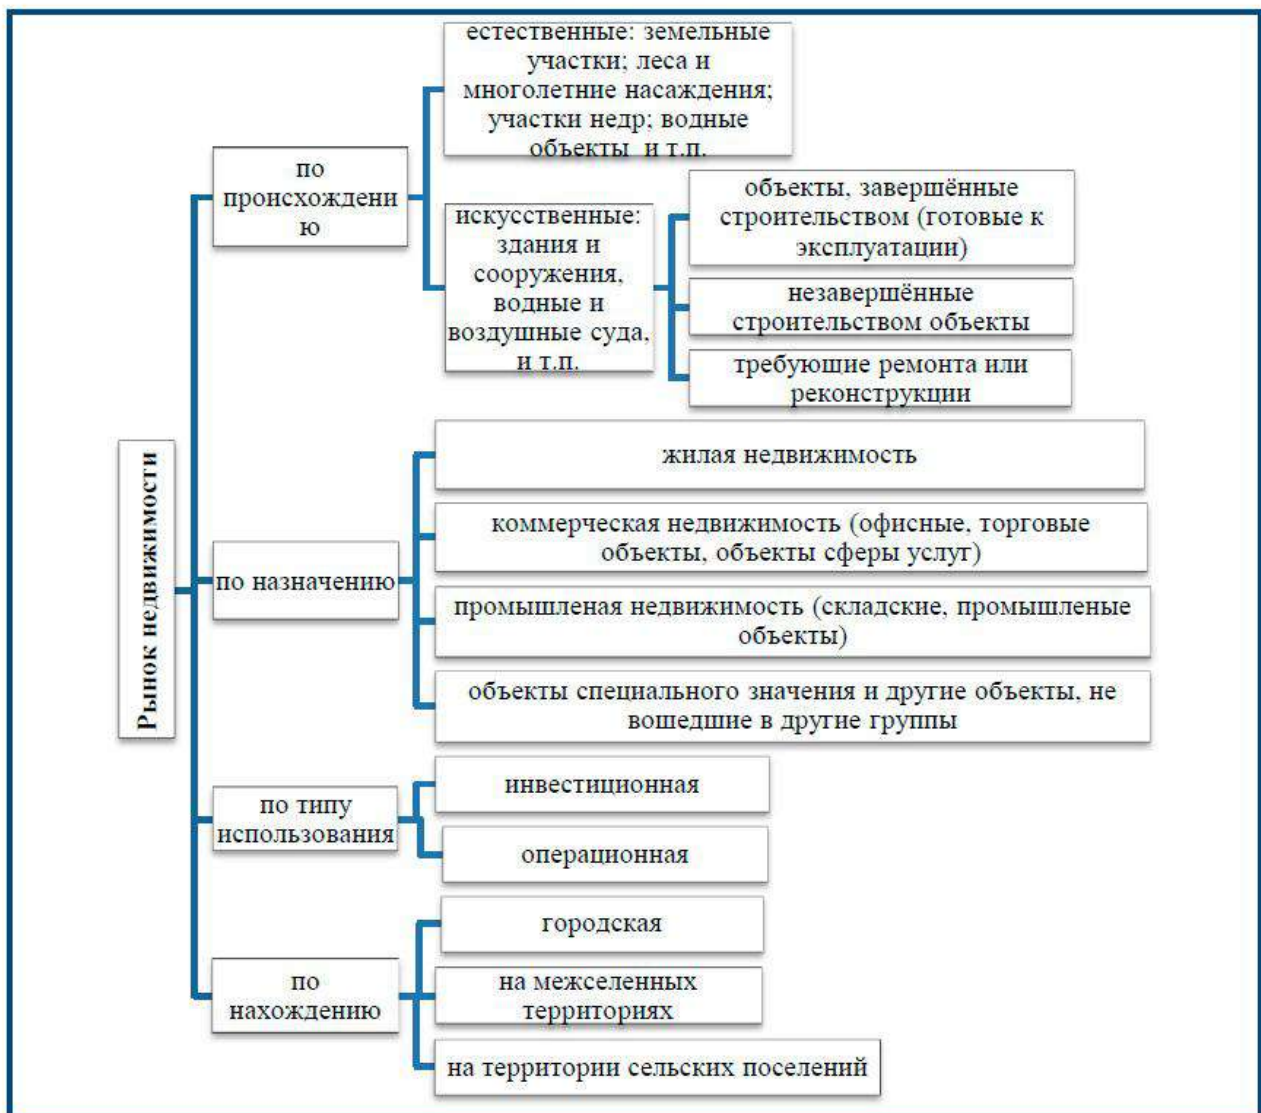 Рынок недвижимости
по
происхождени
ю
естественные: земельные
участки; леса и
многолетние насаждения;
участки недр; водные
объекты и т.п.
искусственные:
здания и
сооружения,
водные и
воздушные суда,
и т.п.
объекты, завершённые
строительством (готовые к
эксплуатации)
незавершённые
строительством объекты
требующие ремонта или
реконструкции
по назначению
жилая недвижимость
коммерческая недвижимость (офисные, торговые
объекты, объекты сферы услуг)
промышленая недвижимость (складские, промышленые
объекты)
объекты специального значения и другие объекты, не
вошедшие в другие группы
по типу
использования
инвестиционная
операционная
по
нахождению
городская
на межселенных
территориях
на территории сельских поселений